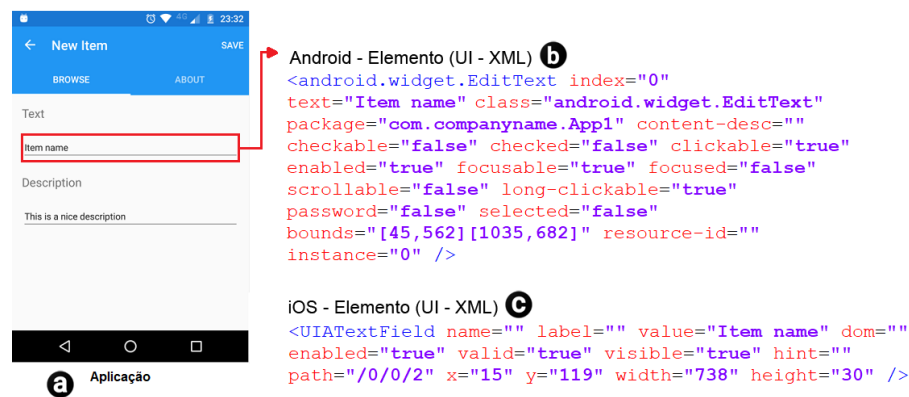 4G 23:32
New Item SAVE
BROWSE ABOUT
Text
Item name
Description
This is a nice description
a Aplicação
Android - Elemento (UI - XML) b
<android.widget.EditText index="0"
text="Item name" class="android.widget.EditText"
package="com.companyname.App1" content-desc=""
checkable="false" checked="false" clickable="true"
enabled="true" focusable="true" focused="false"
scrollable="false" long-clickable="true"
password="false" selected="false"
bounds="[45,562][1035,682]" resource-id=""
instance="0" />
iOS - Elemento (UI - XML) C
<UIATextField name="" label="" value="Item name" dom=""
enabled="true" valid="true" visible="true" hint=""
path="/0/0/2" x="15" y="119" width="738" height="30" />